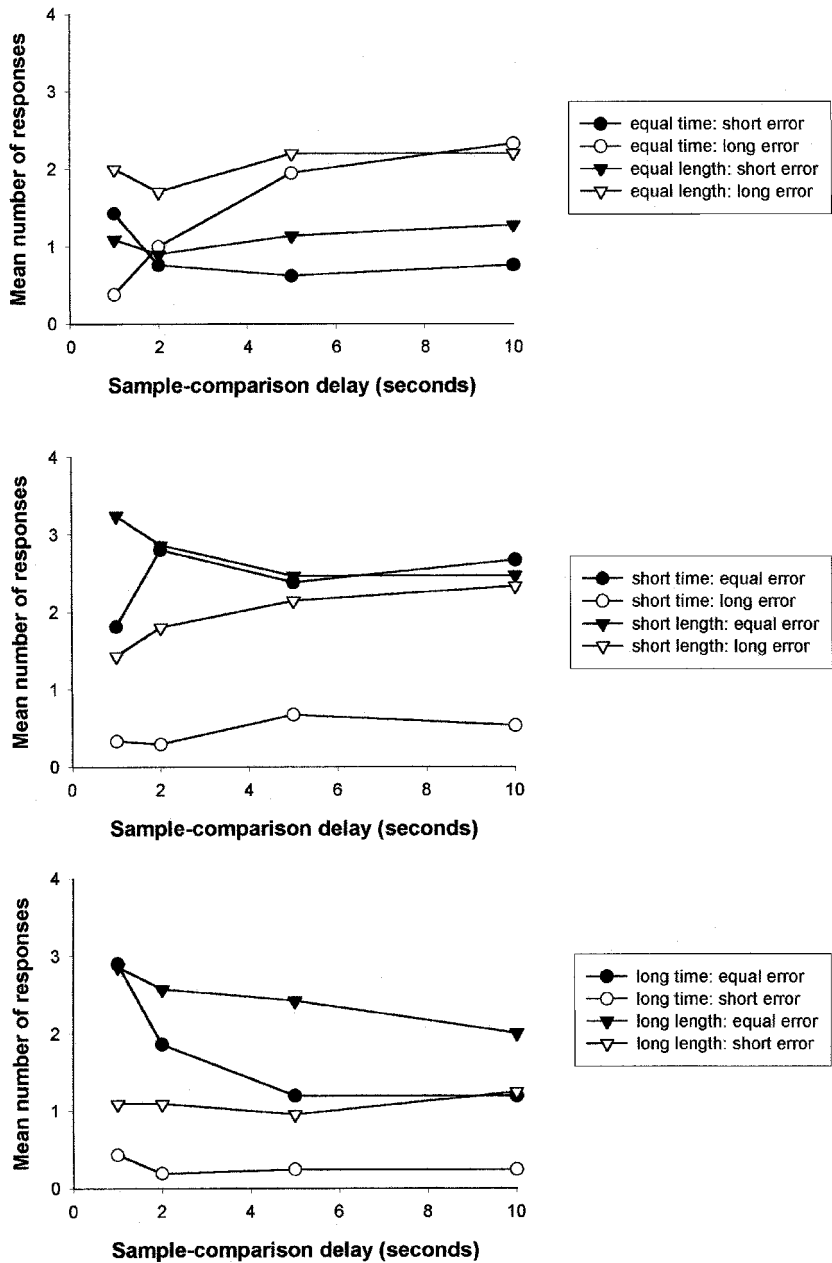 4
3
2
1
0
Mean number of responses
0 2 4 6 8 10
Sample-comparison delay (seconds)
equal time: short error
equal time: long error
equal length: short error
equal length: long error
4
3
2
1
0
Mean number of responses
0 2 4 6 8 10
Sample-comparison delay (seconds)
short time: equal error
short time: long error
short length: equal error
short length: long error
4
3
2
1
0
Mean number of responses
0 2 4 6 8 10
Sample-comparison delay (seconds)
long time: equal error
long time: short error
long length: equal error
long length: short error